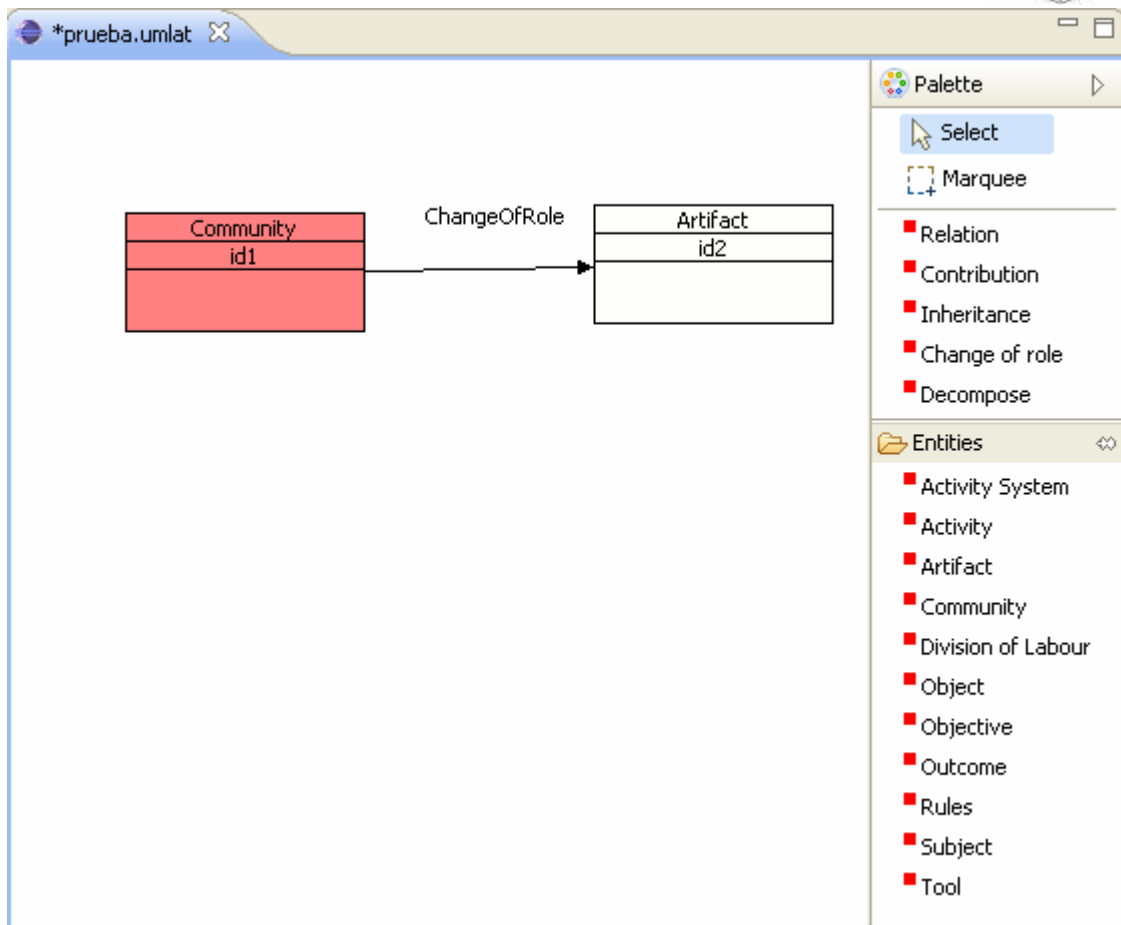 *prueba.umlat
Community
id1
ChangeOfRole
Artifact
id2
Palette
Select
Marquee
Relation
Contribution
Inheritance
Change of role
Decompose
Entities
Activity System
Activity
Artifact
Community
Division of Labour
Object
Objective
Outcome
Rules
Subject
Tool